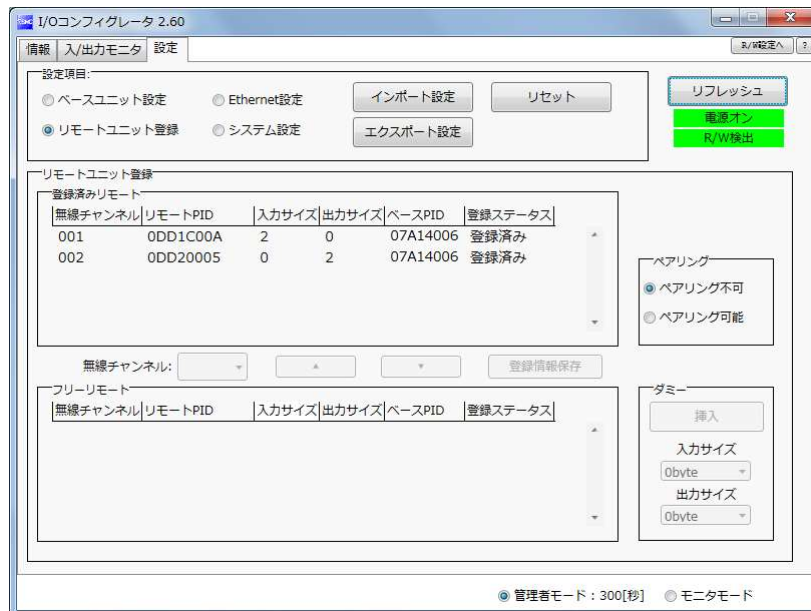 I/Oコンフィグレータ 2.60
情報 入/出力モニタ 設定 R/W設定へ ?
設定項目:
ベースユニット設定 Ethernet設定 インポート設定 リセット リフレッシュ
リモートユニット登録 システム設定 エクスポート設定 電源オン
R/W検出
リモートユニット登録
登録済みリモート
無線チャンネル リモートPID 入力サイズ 出力サイズ ベースPID 登録ステータス
001 0DD1C00A 2 0 07A14006 登録済み
002 0DD20005 0 2 07A14006 登録済み
ペアリング
ペアリング不可
ペアリング可能
無線チャンネル: 登録情報保存
フリーリモート
無線チャンネル リモートPID 入力サイズ 出力サイズ ベースPID 登録ステータス
ダミー
挿入
入力サイズ
0byte
出力サイズ
0byte
管理者モード：300[秒] モニタモード